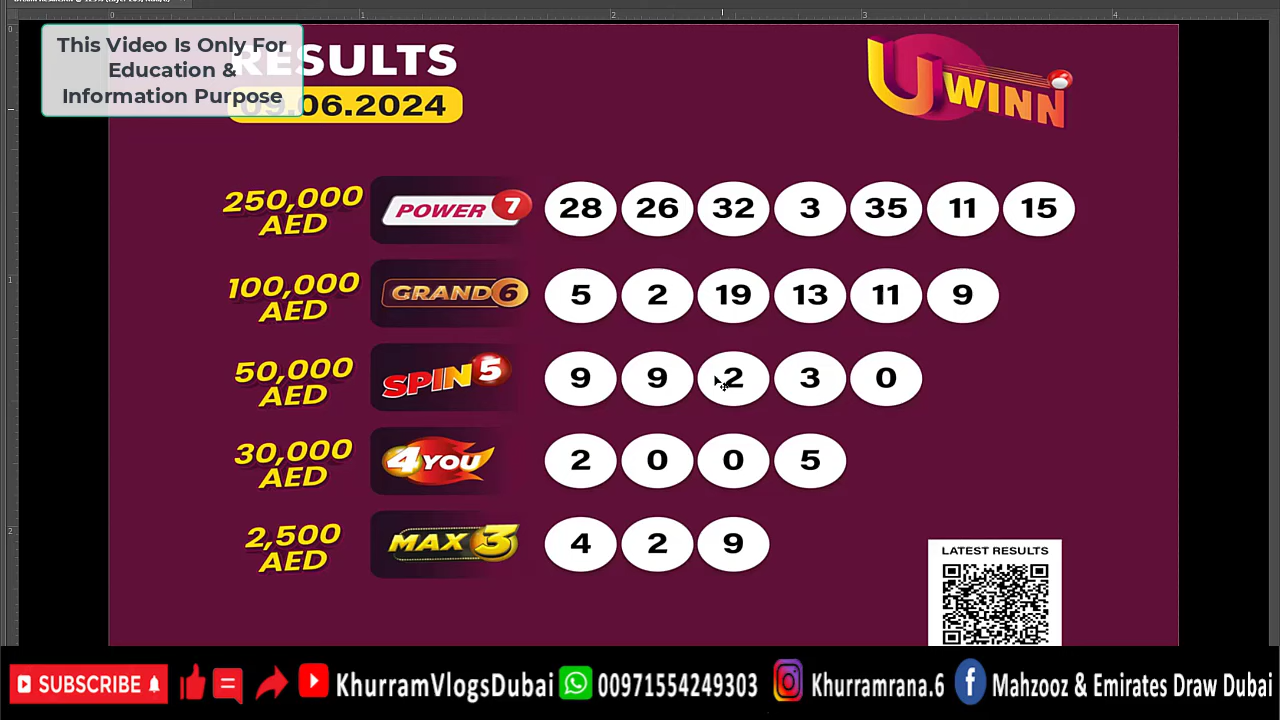 This Video Is Only For
Education &
Information Purpose
RESULTS
09.06.2024
UWINN
250,000
AED
POWER 7
28 26 32 3 35 11 15
100,000
AED
GRAND 6
5 2 19 13 11 9
50,000
AED
SPIN 5
9 9 2 3 0
30,000
AED
4YOU
2 0 0 5
2,500
AED
MAX 3
4 2 9
LATEST RESULTS
SUBSCRIBE
KhurramVlogsDubai
00971554249303
Khurramrana.6
Mahzooz & Emirates Draw Dubai